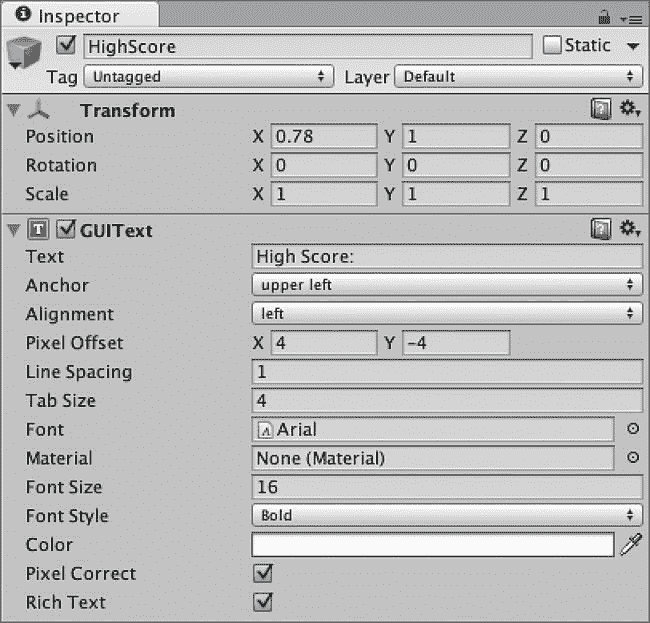 Inspector
HighScore Static
Tag Untagged Layer Default
Transform
Position X 0.78 Y 1 Z 0
Rotation X 0 Y 0 Z 0
Scale X 1 Y 1 Z 1
GUIText
Text High Score:
Anchor upper left
Alignment left
Pixel Offset X 4 Y -4
Line Spacing 1
Tab Size 4
Font Arial
Material None (Material)
Font Size 16
Font Style Bold
Color
Pixel Correct
Rich Text